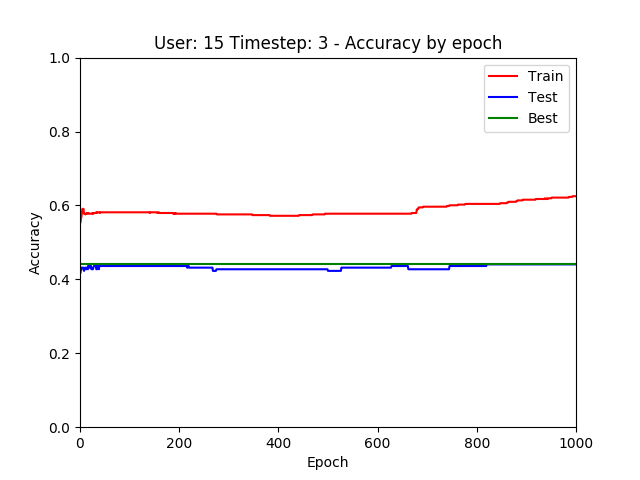 User: 15 Timestep: 3 - Accuracy by epoch
1.0
0.8
0.6
0.4
0.2
0.0
Accuracy
Train
Test
Best
0 200 400 600 800 1000
Epoch